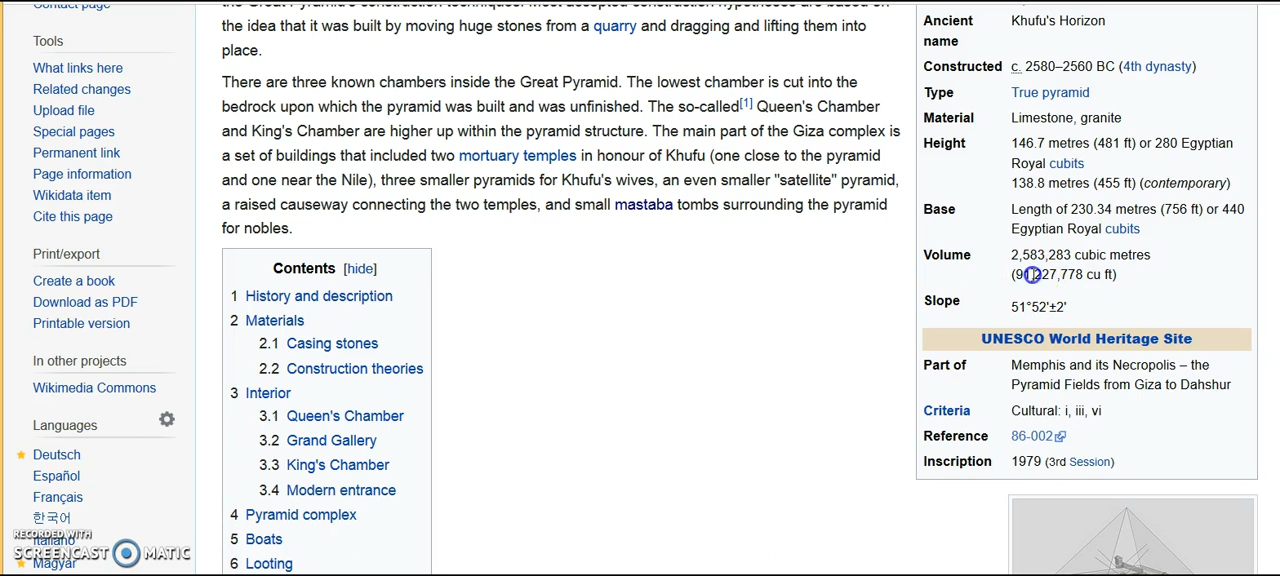 Contact page
Tools
What links here
Related changes
Upload file
Special pages
Permanent link
Page information
Wikidata item
Cite this page
Print/export
Create a book
Download as PDF
Printable version
In other projects
Wikimedia Commons
Languages
Deutsch
Español
Français
한국어
Italiano
Magyar
RECORDED WITH
SCREENCAST MATIC
the Great Pyramid's construction techniques. Most accepted construction hypotheses are based on
the idea that it was built by moving huge stones from a quarry and dragging and lifting them into
place.
There are three known chambers inside the Great Pyramid. The lowest chamber is cut into the
bedrock upon which the pyramid was built and was unfinished. The so-called[1] Queen's Chamber
and King's Chamber are higher up within the pyramid structure. The main part of the Giza complex is
a set of buildings that included two mortuary temples in honour of Khufu (one close to the pyramid
and one near the Nile), three smaller pyramids for Khufu's wives, an even smaller "satellite" pyramid,
a raised causeway connecting the two temples, and small mastaba tombs surrounding the pyramid
for nobles.
Contents [hide]
1 History and description
2 Materials
2.1 Casing stones
2.2 Construction theories
3 Interior
3.1 Queen's Chamber
3.2 Grand Gallery
3.3 King's Chamber
3.4 Modern entrance
4 Pyramid complex
5 Boats
6 Looting
Ancient name Khufu's Horizon
Constructed c. 2580–2560 BC (4th dynasty)
Type True pyramid
Material Limestone, granite
Height 146.7 metres (481 ft) or 280 Egyptian
Royal cubits
138.8 metres (455 ft) (contemporary)
Base Length of 230.34 metres (756 ft) or 440
Egyptian Royal cubits
Volume 2,583,283 cubic metres
(91,227,778 cu ft)
Slope 51°52'±2'
UNESCO World Heritage Site
Part of Memphis and its Necropolis – the
Pyramid Fields from Giza to Dahshur
Criteria Cultural: i, iii, vi
Reference 86-002
Inscription 1979 (3rd Session)